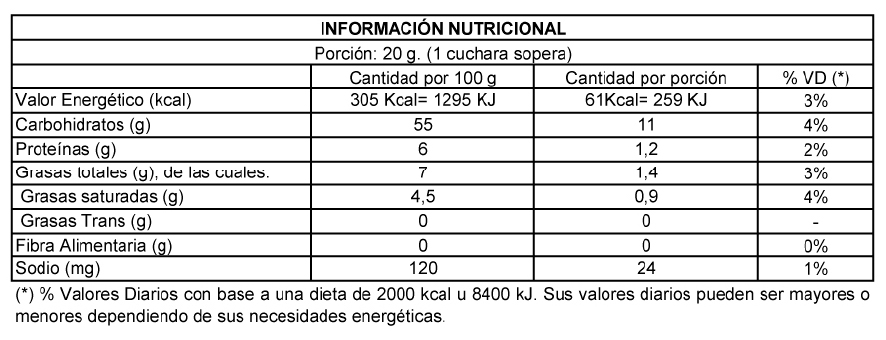 INFORMACIÓN NUTRICIONAL
Porción: 20 g. (1 cuchara sopera)
Cantidad por 100 g Cantidad por porción % VD (*)
Valor Energético (kcal) 305 Kcal= 1295 KJ 61Kcal= 259 KJ 3%
Carbohidratos (g) 55 11 4%
Proteínas (g) 6 1,2 2%
Grasas totales (g), de las cuales. 7 1,4 3%
Grasas saturadas (g) 4,5 0,9 4%
Grasas Trans (g) 0 0 -
Fibra Alimentaria (g) 0 0 0%
Sodio (mg) 120 24 1%
(*) % Valores Diarios con base a una dieta de 2000 kcal u 8400 kJ. Sus valores diarios pueden ser mayores o
menores dependiendo de sus necesidades energéticas.